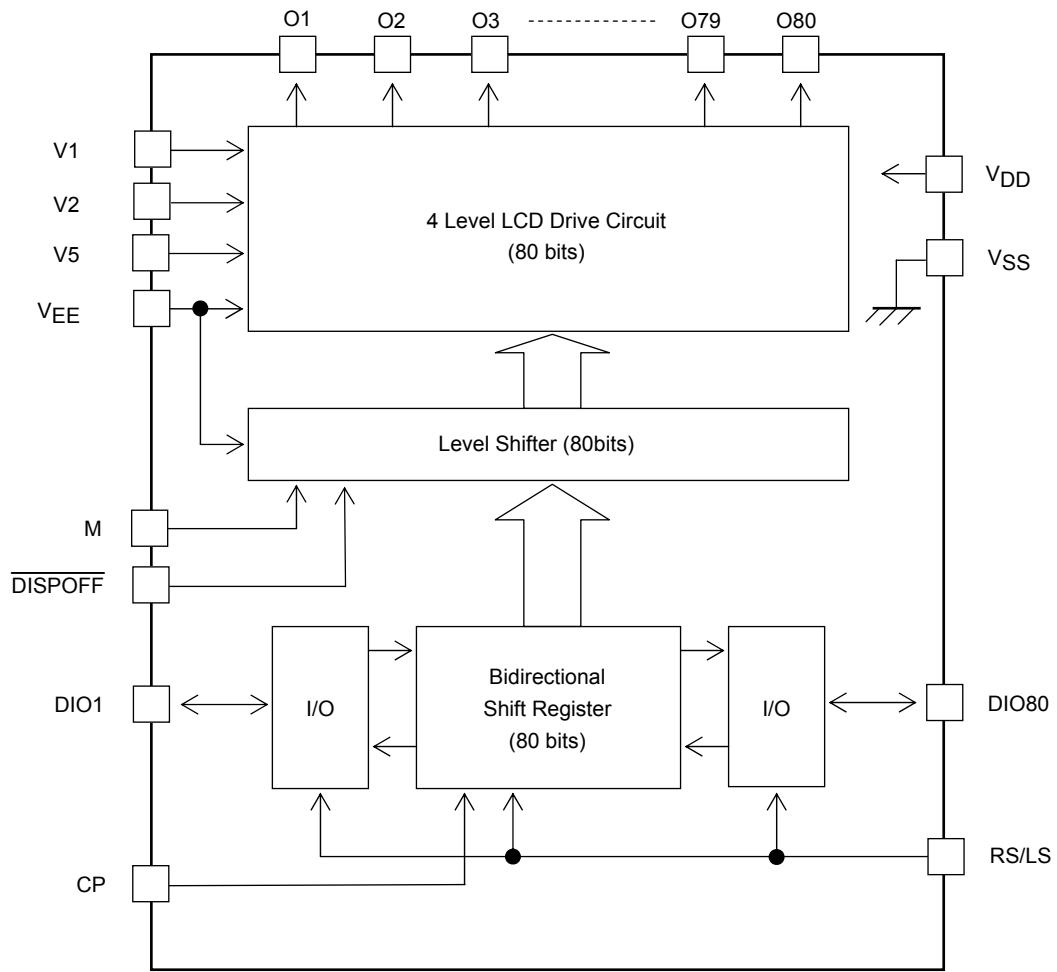 O1 O2 O3 O79 O80
V1
V2
V5
VEE
VDD
VSS
4 Level LCD Drive Circuit
(80 bits)
Level Shifter (80bits)
M
DISPOFF
DIO1
I/O
Bidirectional
Shift Register
(80 bits)
I/O
DIO80
RS/LS
CP